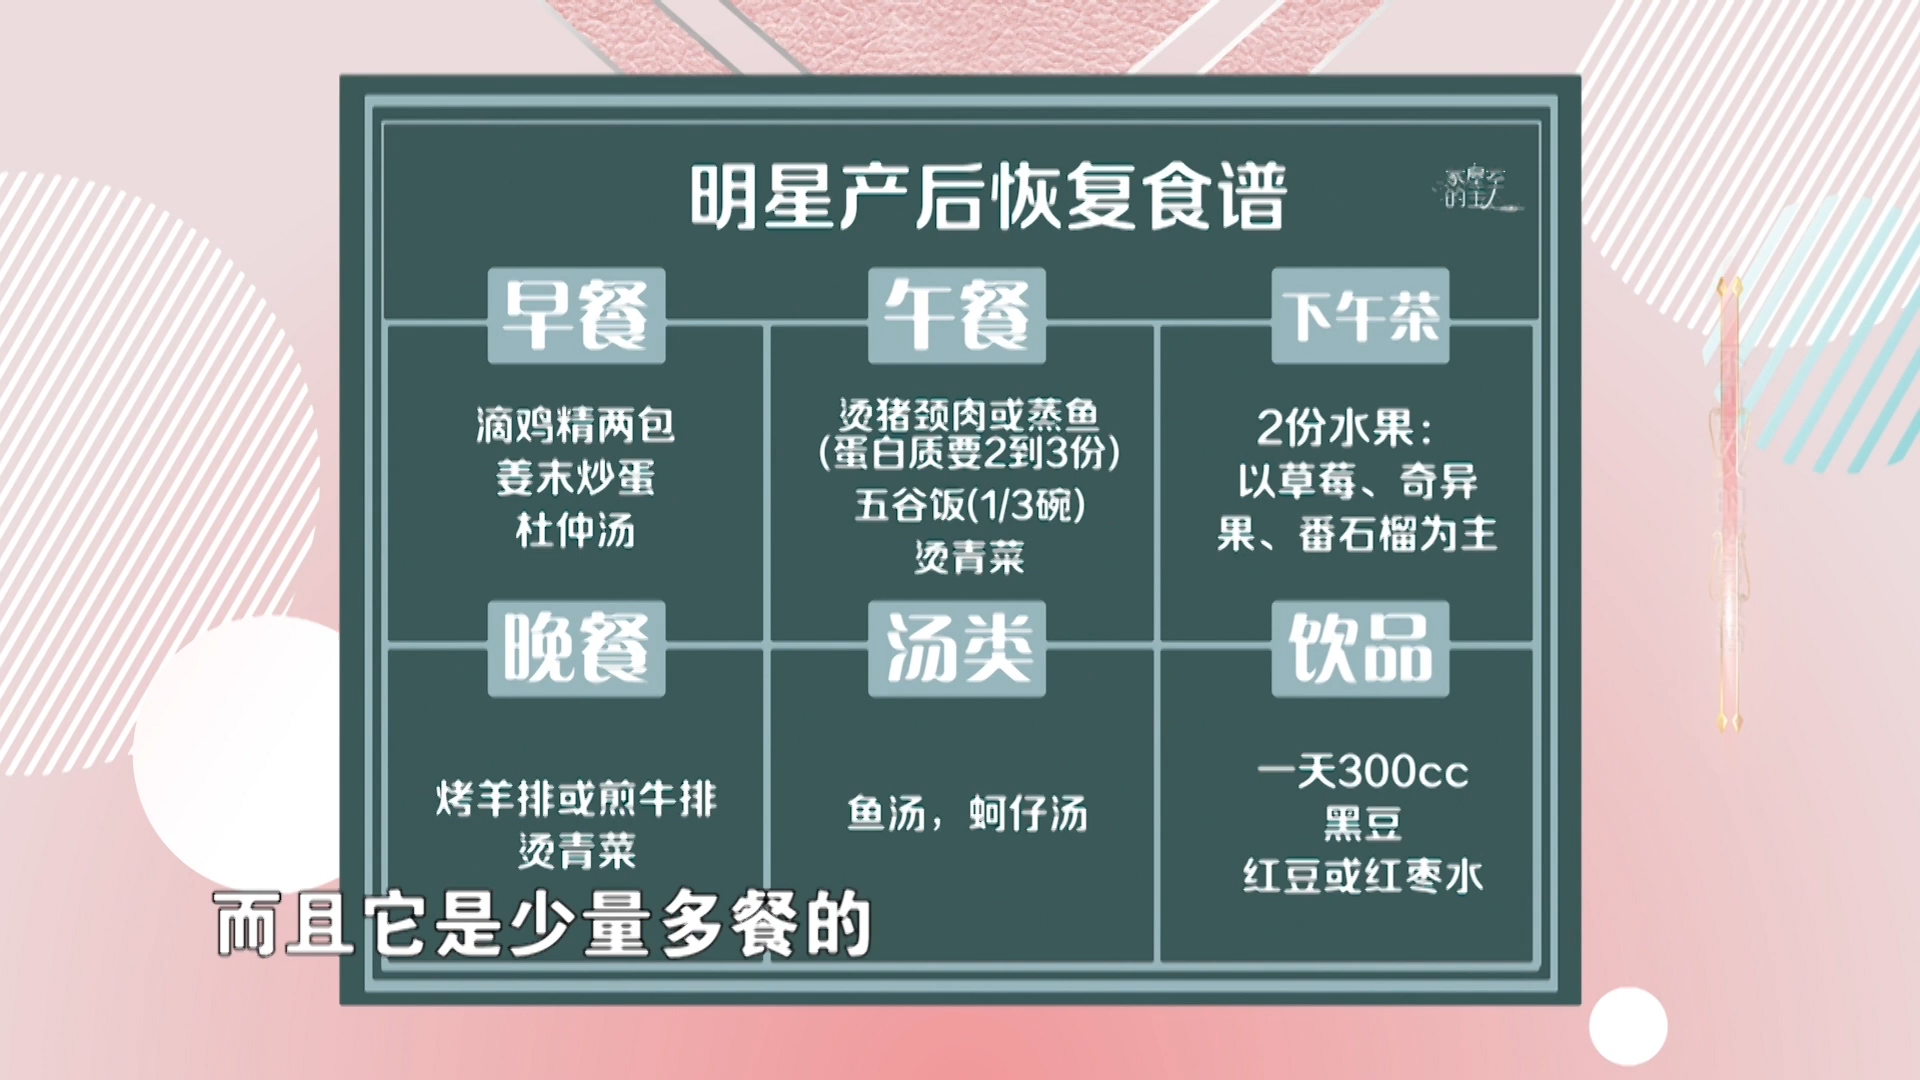 明星产后恢复食谱
早餐
滴鸡精两包
姜末炒蛋
杜仲汤
午餐
烫猪颈肉或蒸鱼
(蛋白质要2到3份)
五谷饭(1/3碗)
烫青菜
下午茶
2份水果：
以草莓、奇异
果、番石榴为主
晚餐
烤羊排或煎牛排
烫青菜
汤类
鱼汤，蚵仔汤
饮品
一天300cc
黑豆
红豆或红枣水
而且它是少量多餐的